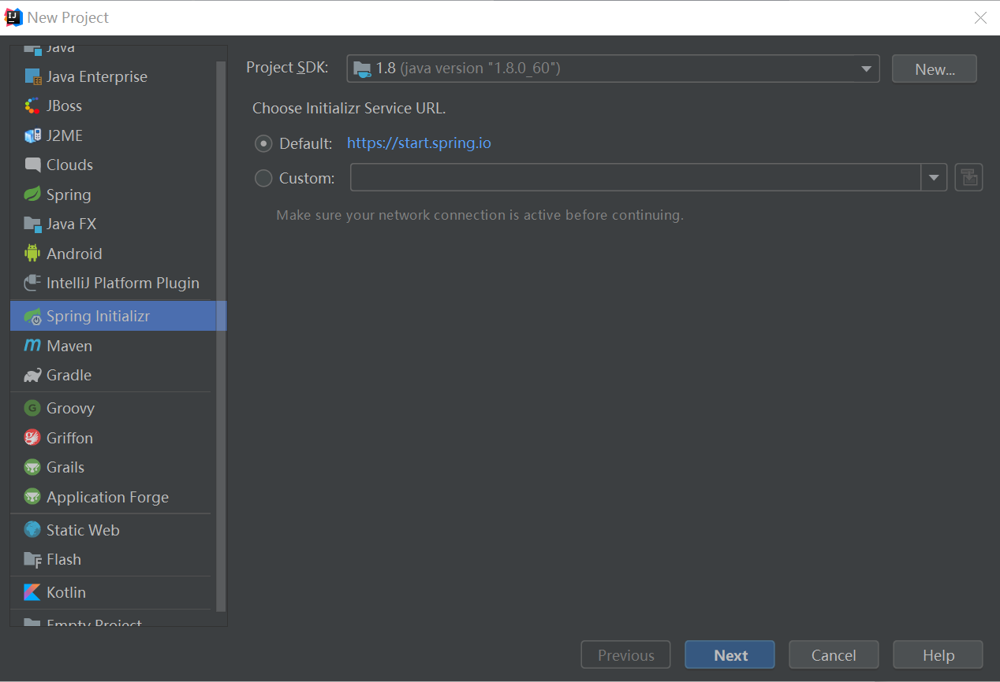 New Project
Java
Java Enterprise
JBoss
J2ME
Clouds
Spring
Java FX
Android
IntelliJ Platform Plugin
Spring Initializr
Maven
Gradle
Groovy
Griffon
Grails
Application Forge
Static Web
Flash
Kotlin
Empty Project
Project SDK: 1.8 (java version "1.8.0_60") New...
Choose Initializr Service URL.
Default: https://start.spring.io
Custom:
Make sure your network connection is active before continuing.
Previous Next Cancel Help